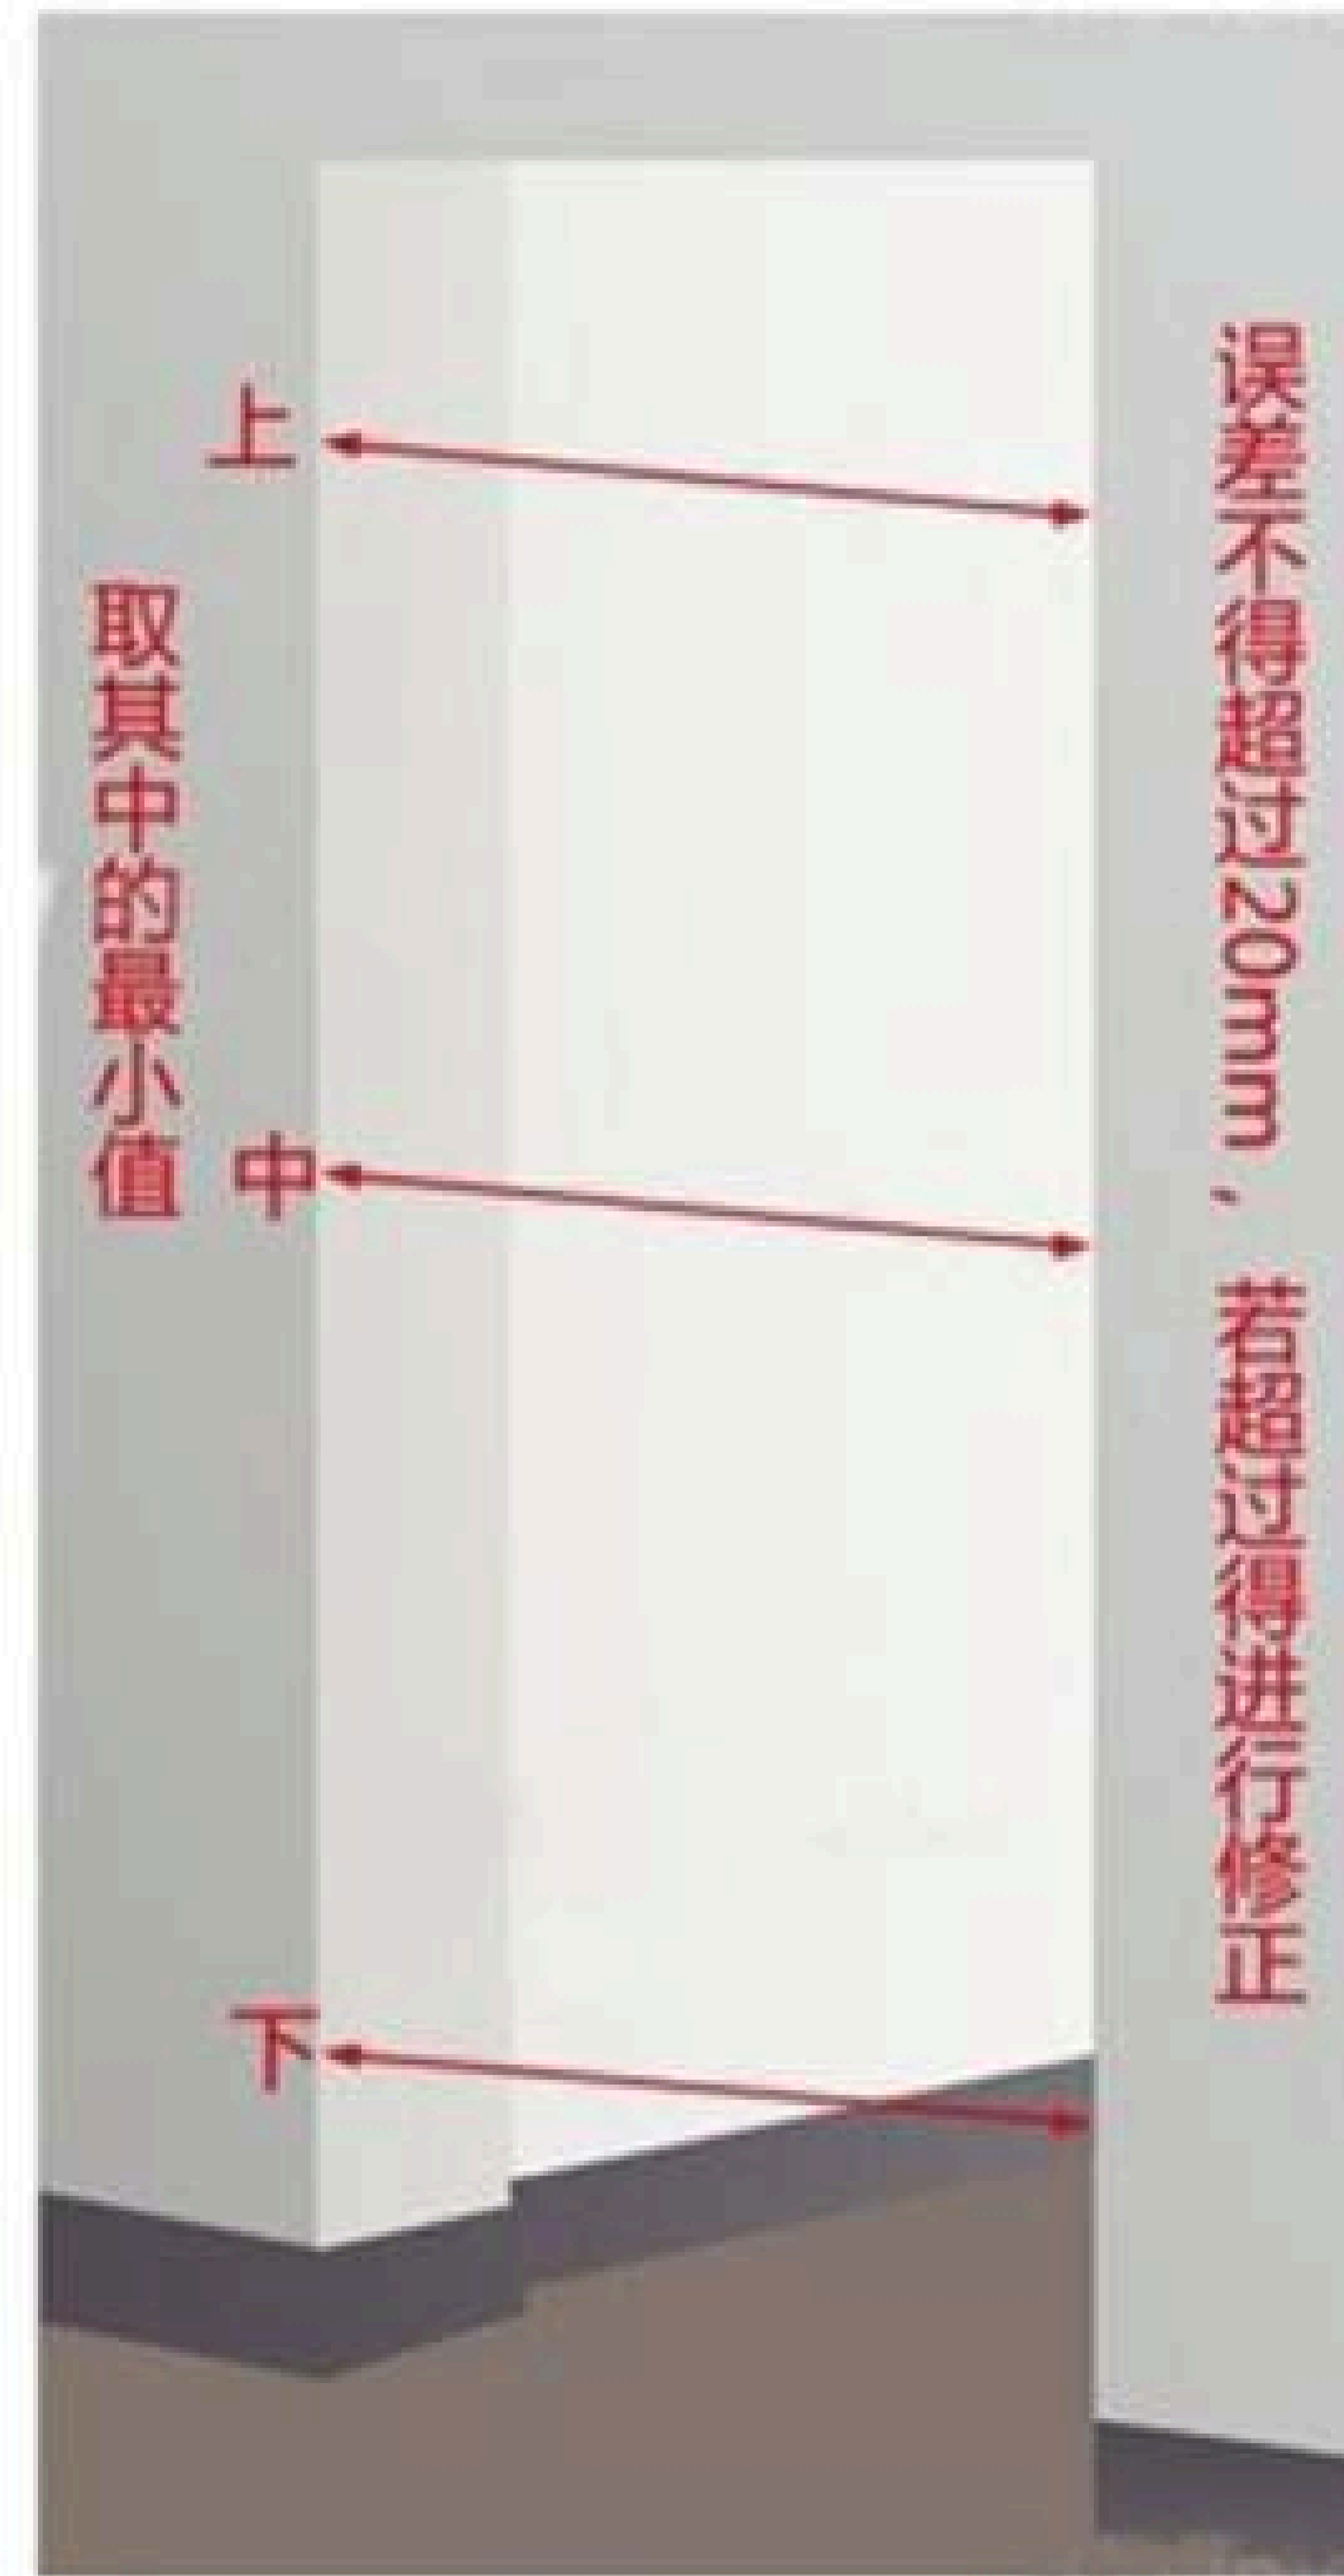 上
取其中的最小值
中
下
误差不得超过20mm，若超过得进行修正